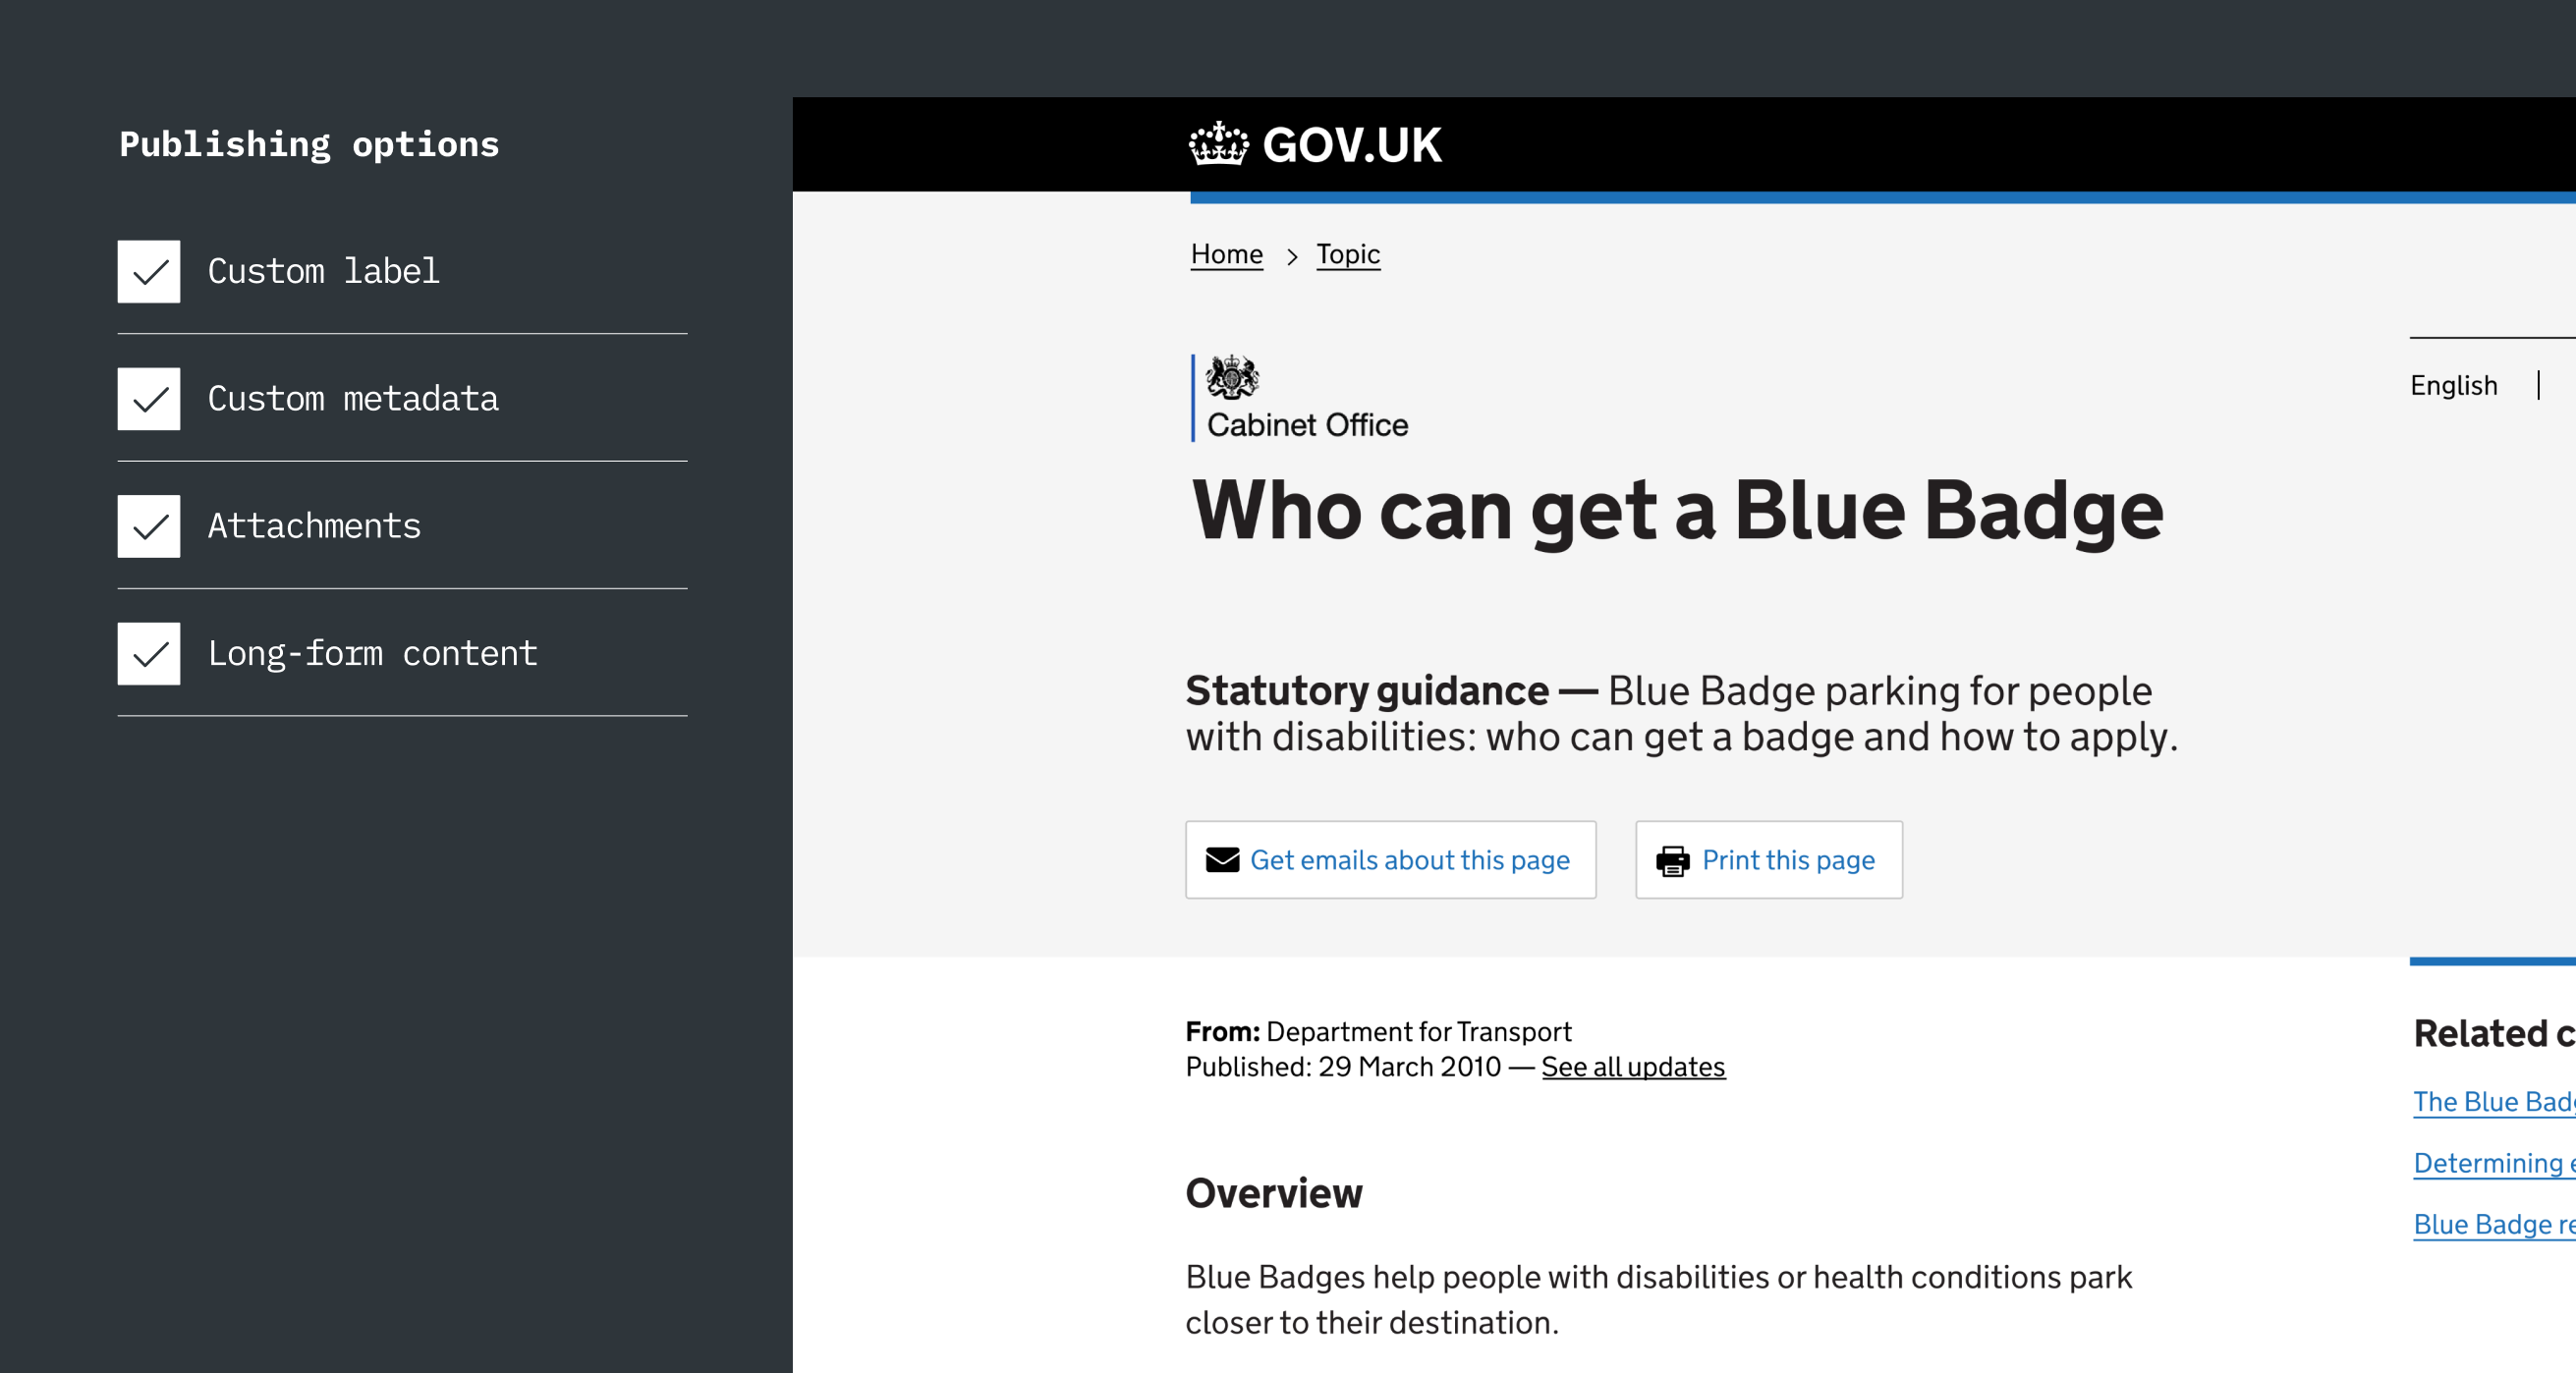 Publishing options
Custom label
Custom metadata
Attachments
Long-form content
GOV.UK
Home > Topic
Cabinet Office
English |
Who can get a Blue Badge
Statutory guidance — Blue Badge parking for people
with disabilities: who can get a badge and how to apply.
Get emails about this page
Print this page
From: Department for Transport
Published: 29 March 2010 — See all updates
Overview
Blue Badges help people with disabilities or health conditions park
closer to their destination.
Related
The Blue
Determining
Blue Badge